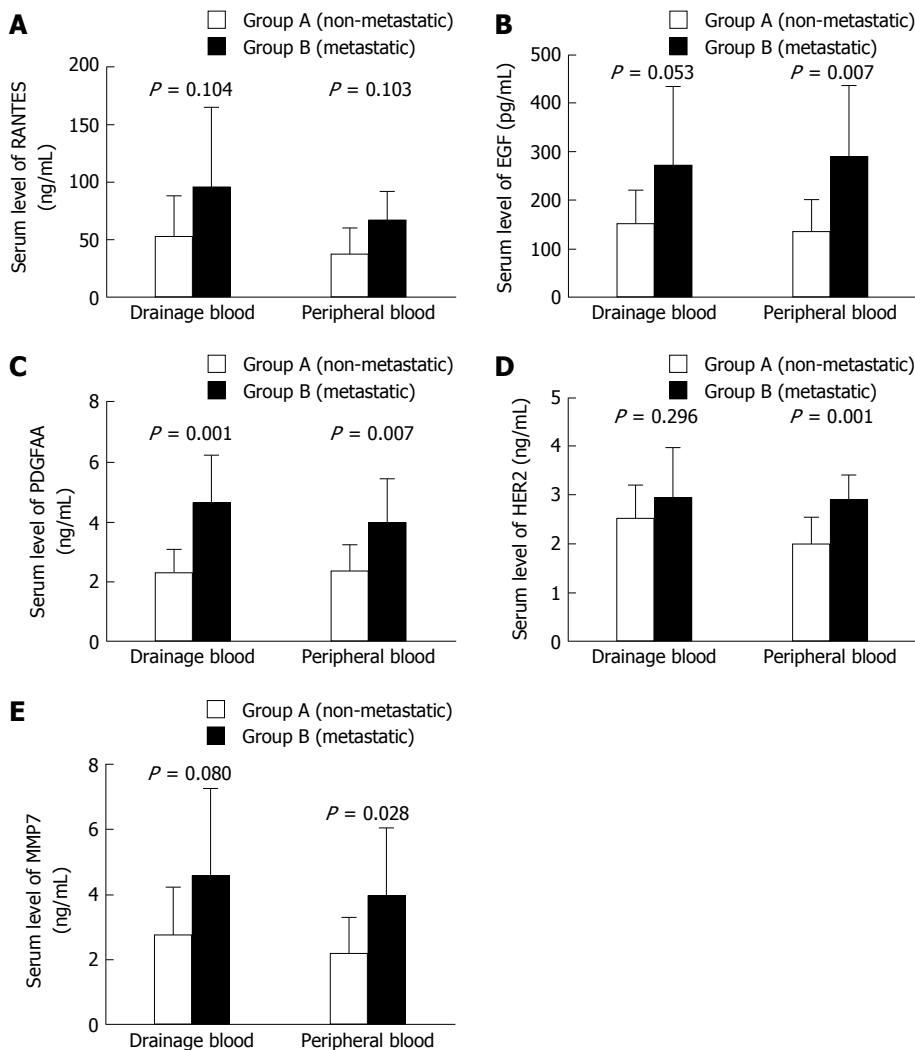 A
Group A (non-metastatic)
Group B (metastatic)
Serum level of RANTES
(ng/mL)
200
150
100
50
0
P = 0.104
P = 0.103
Drainage blood
Peripheral blood
B
Group A (non-metastatic)
Group B (metastatic)
Serum level of EGF (pg/mL)
500
400
300
200
100
0
P = 0.053
P = 0.007
Drainage blood
Peripheral blood
C
Group A (non-metastatic)
Group B (metastatic)
Serum level of PDGFAA
(ng/mL)
8
6
4
2
0
P = 0.001
P = 0.007
Drainage blood
Peripheral blood
D
Group A (non-metastatic)
Group B (metastatic)
Serum level of HER2 (ng/mL)
5
4
3
2
1
0
P = 0.296
P = 0.001
Drainage blood
Peripheral blood
E
Group A (non-metastatic)
Group B (metastatic)
Serum level of MMP7
(ng/mL)
8
6
4
2
0
P = 0.080
P = 0.028
Drainage blood
Peripheral blood